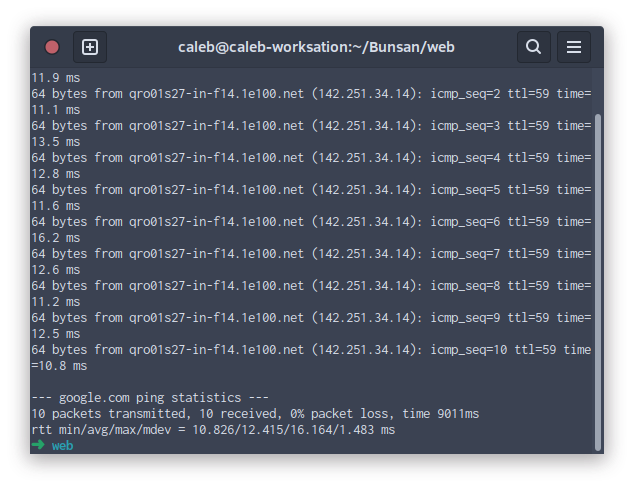 caleb@caleb-worksation:~/Bunsan/web
11.9 ms
64 bytes from qro01s27-in-f14.1e100.net (142.251.34.14): icmp_seq=2 ttl=59 time=
11.1 ms
64 bytes from qro01s27-in-f14.1e100.net (142.251.34.14): icmp_seq=3 ttl=59 time=
13.5 ms
64 bytes from qro01s27-in-f14.1e100.net (142.251.34.14): icmp_seq=4 ttl=59 time=
12.8 ms
64 bytes from qro01s27-in-f14.1e100.net (142.251.34.14): icmp_seq=5 ttl=59 time=
11.6 ms
64 bytes from qro01s27-in-f14.1e100.net (142.251.34.14): icmp_seq=6 ttl=59 time=
16.2 ms
64 bytes from qro01s27-in-f14.1e100.net (142.251.34.14): icmp_seq=7 ttl=59 time=
12.6 ms
64 bytes from qro01s27-in-f14.1e100.net (142.251.34.14): icmp_seq=8 ttl=59 time=
11.2 ms
64 bytes from qro01s27-in-f14.1e100.net (142.251.34.14): icmp_seq=9 ttl=59 time=
12.5 ms
64 bytes from qro01s27-in-f14.1e100.net (142.251.34.14): icmp_seq=10 ttl=59 time
=10.8 ms

--- google.com ping statistics ---
10 packets transmitted, 10 received, 0% packet loss, time 9011ms
rtt min/avg/max/mdev = 10.826/12.415/16.164/1.483 ms
➜ web